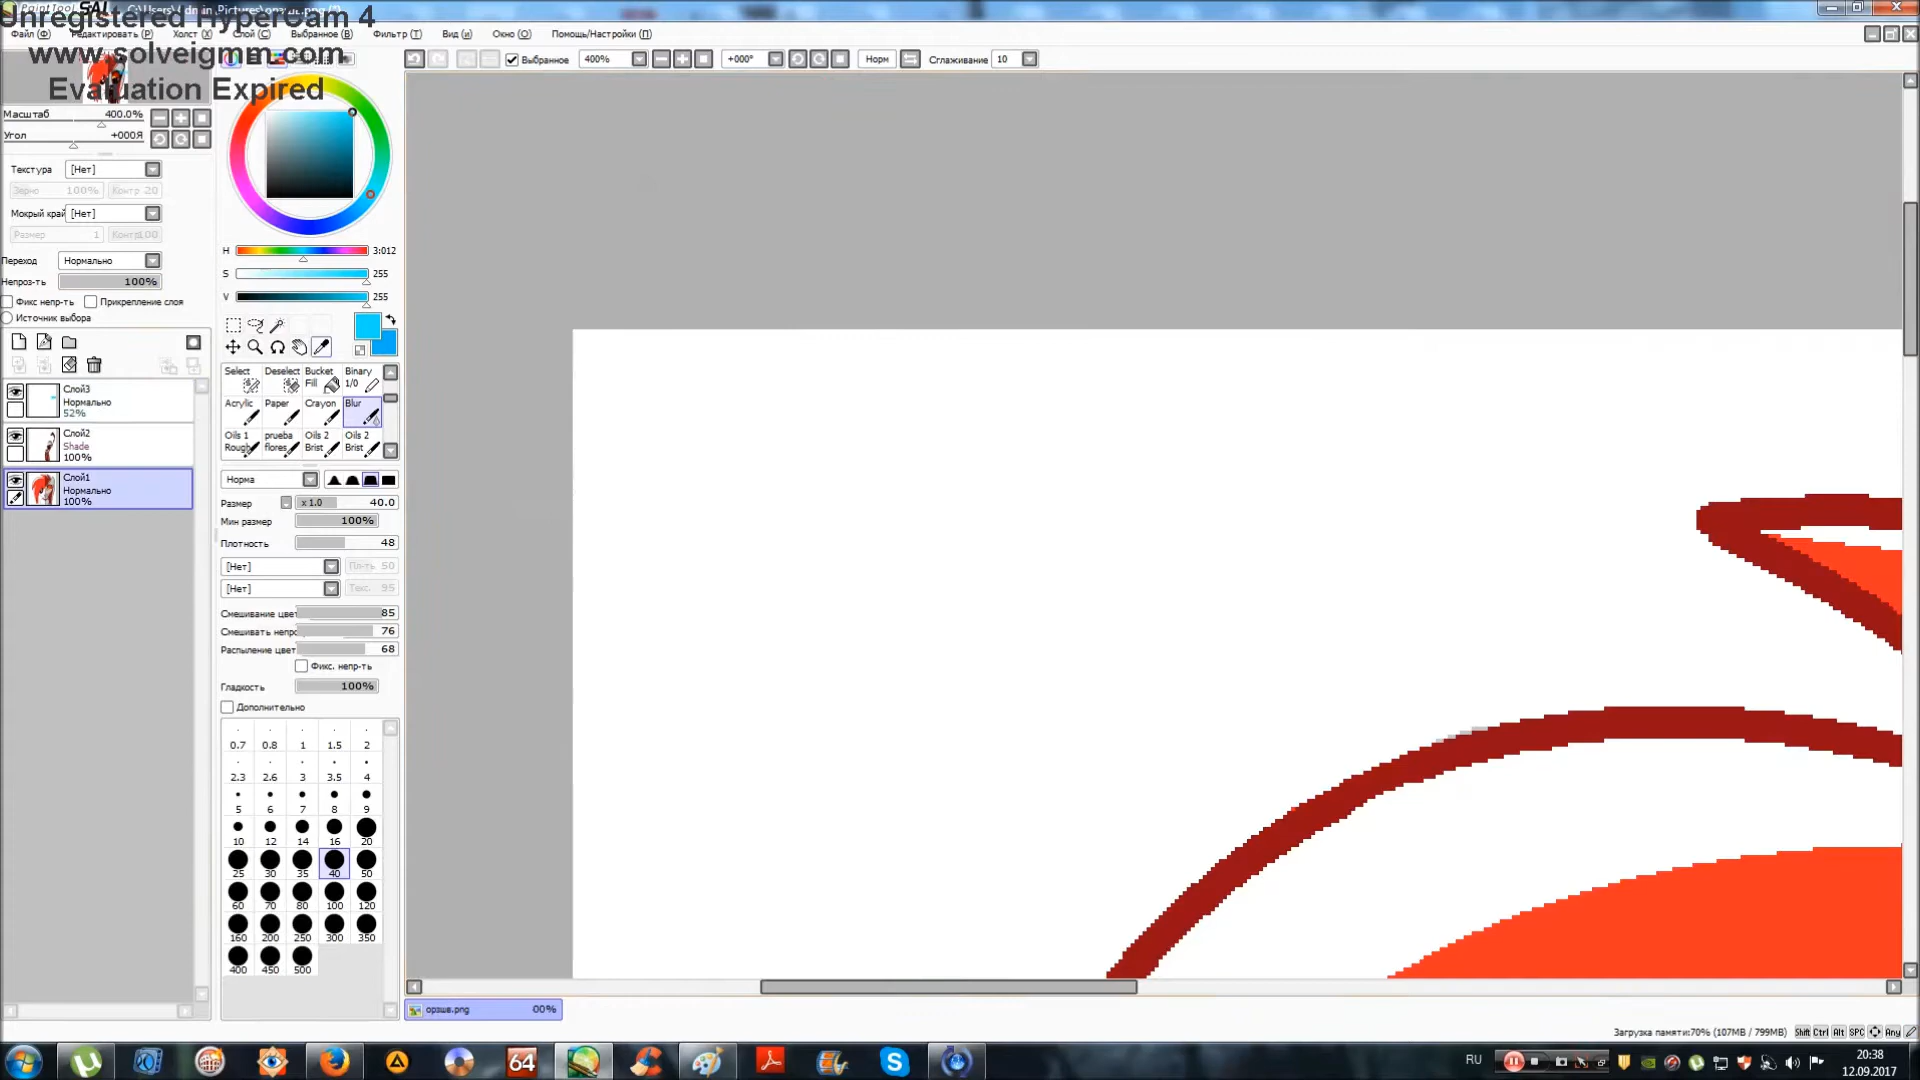 PaintTool SAI
C:\Users\
Unregistered HyperCam 4
www.solveigmm.com
Evaluation Expired
Файл (F)
Редактировать (P)
Холст (X)
Слой (C)
Выбранное (B)
Фильтр (T)
Вид (и)
Окно (O)
Помощь/Настройки (П)
Выбранное
400%
+000°
Норм
Сглаживание
10
Масштаб
400.0%
Угол
+000Я
Текстура
[Нет]
Зерно
100%
Контр 20
Мокрый край
[Нет]
Размер
1
Контр100
Переход
Нормально
Непроз-ть
100%
Фикс непр-ть
Прикрепление слоя
Источник выбора
Слой3
Нормально
52%
Слой2
Shade
100%
Слой1
Нормально
100%
H
3:012
S
255
V
255
Select
Deselect
Bucket Fill
Binary 1/0
Acrylic
Paper
Crayon
Blur
Oils 1 Rough
prueba flores
Oils 2 Brist
Oils 2 Brist
Норма
Размер
x 1.0
40.0
Мин размер
100%
Плотность
48
[Нет]
Пл-ть 50
[Нет]
Текс. 95
Смешивание цвет
85
Смешивать непро
76
Распыление цвет
68
Фикс. непр-ть
Гладкость
100%
Дополнительно
0.7 0.8 1 1.5 2
2.3 2.6 3 3.5 4
5 6 7 8 9
10 12 14 16 20
25 30 35 40 50
60 70 80 100 120
160 200 250 300 350
400 450 500
орзшв.png
00%
Загрузка памяти:70% (107MB / 799MB)
Shift Ctrl Alt SPC Any
64
RU
20:38
12.09.2017